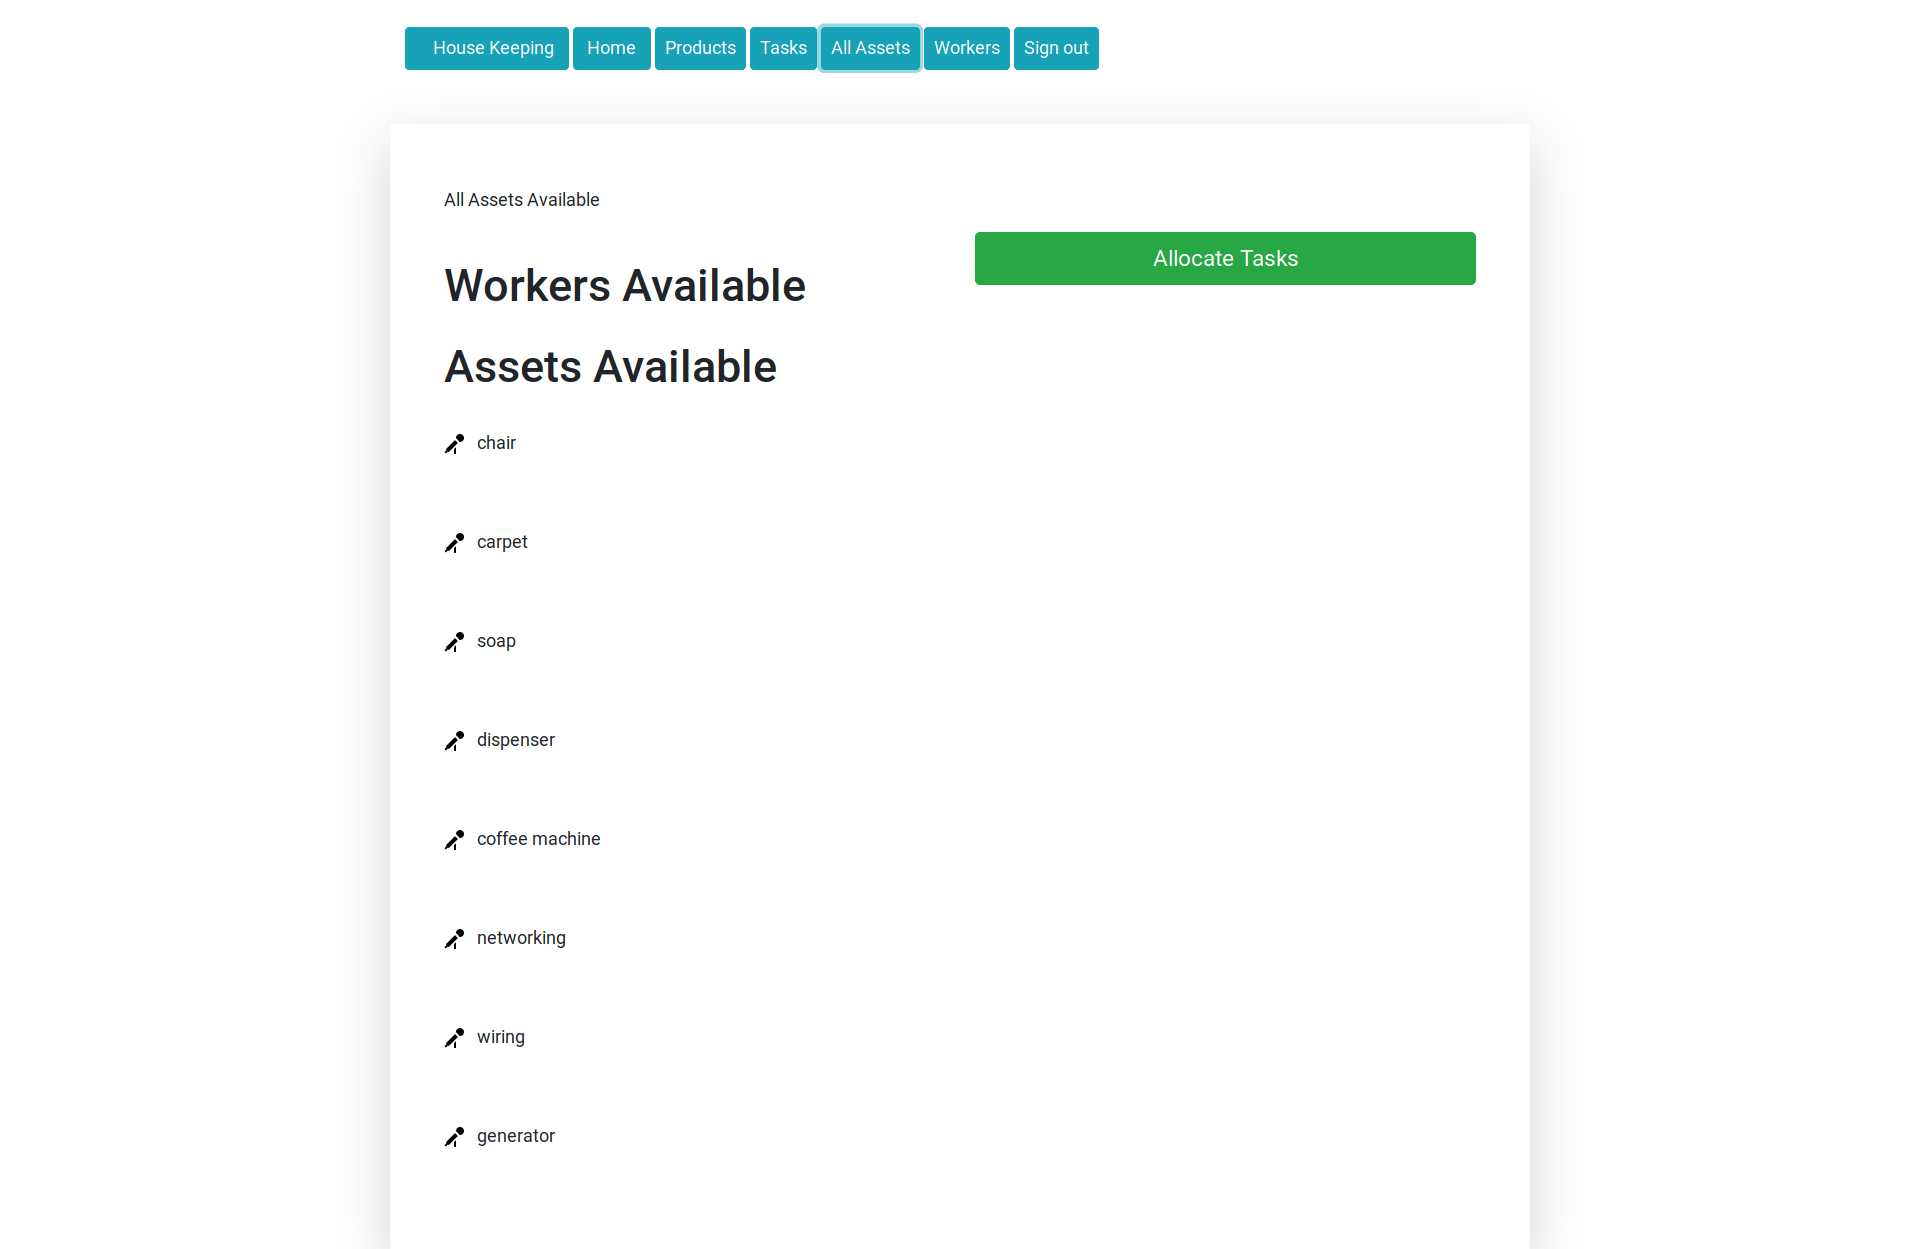 House Keeping Home Products Tasks All Assets Workers Sign out
All Assets Available
Allocate Tasks
Workers Available
Assets Available
chair
carpet
soap
dispenser
coffee machine
networking
wiring
generator